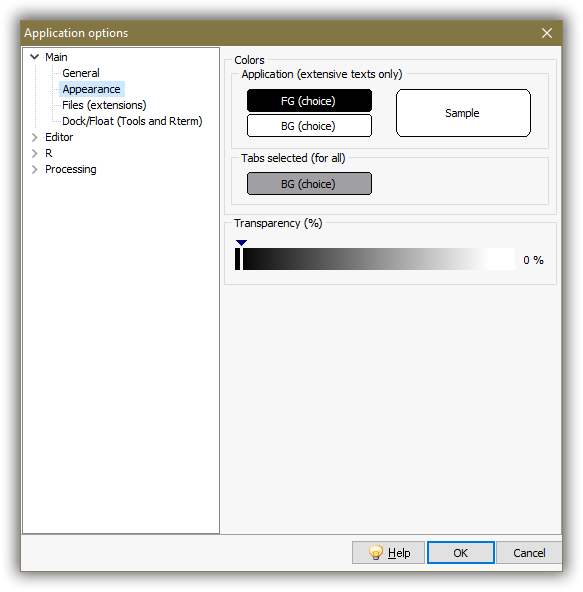 Application options
Main
General
Appearance
Files (extensions)
Dock/Float (Tools and Rterm)
Editor
R
Processing
Colors
Application (extensive texts only)
FG (choice)
BG (choice)
Sample
Tabs selected (for all)
BG (choice)
Transparency (%)
0 %
Help
OK
Cancel